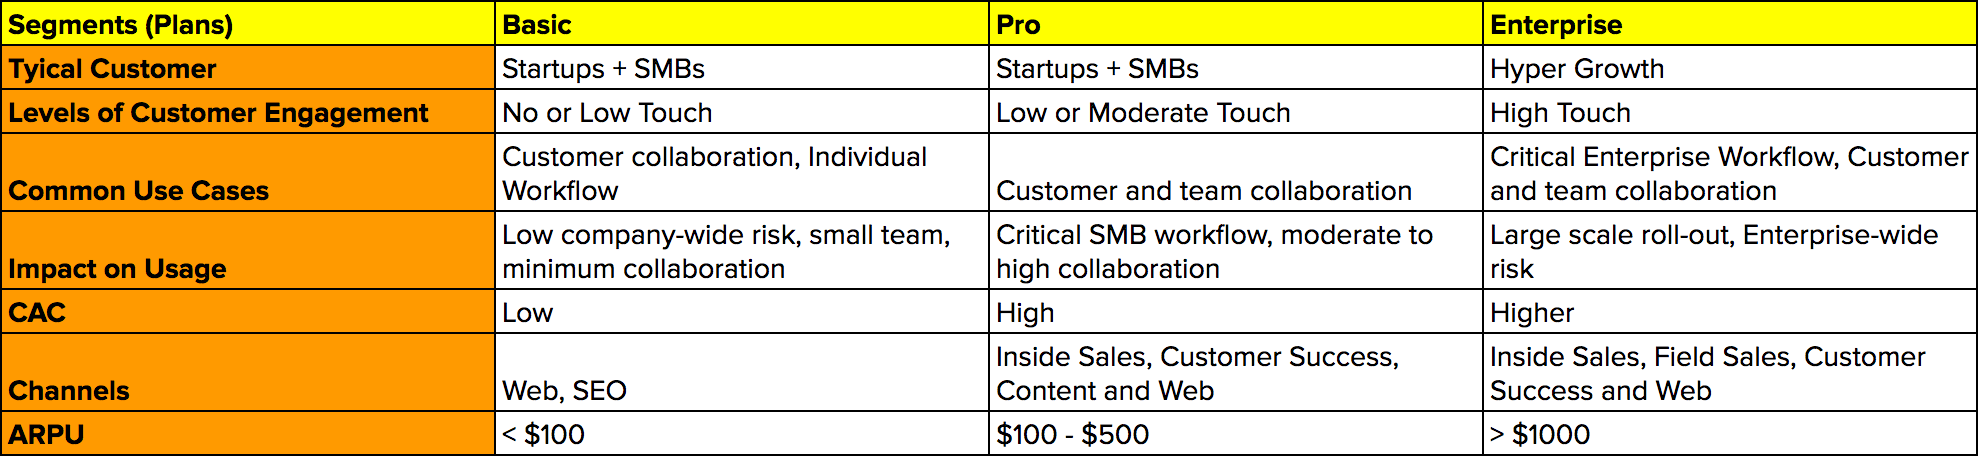 Segments (Plans) Basic Pro Enterprise
Tyical Customer Startups + SMBs Startups + SMBs Hyper Growth
Levels of Customer Engagement No or Low Touch Low or Moderate Touch High Touch
Common Use Cases
Customer collaboration, Individual
Workflow
Customer and team collaboration
Critical Enterprise Workflow, Customer
and team collaboration
Impact on Usage
Low company-wide risk, small team,
minimum collaboration
Critical SMB workflow, moderate to
high collaboration
Large scale roll-out, Enterprise-wide
risk
CAC Low High Higher
Channels
Web, SEO
Inside Sales, Customer Success,
Content and Web
Inside Sales, Field Sales, Customer
Success and Web
ARPU < $100 $100 - $500 > $1000